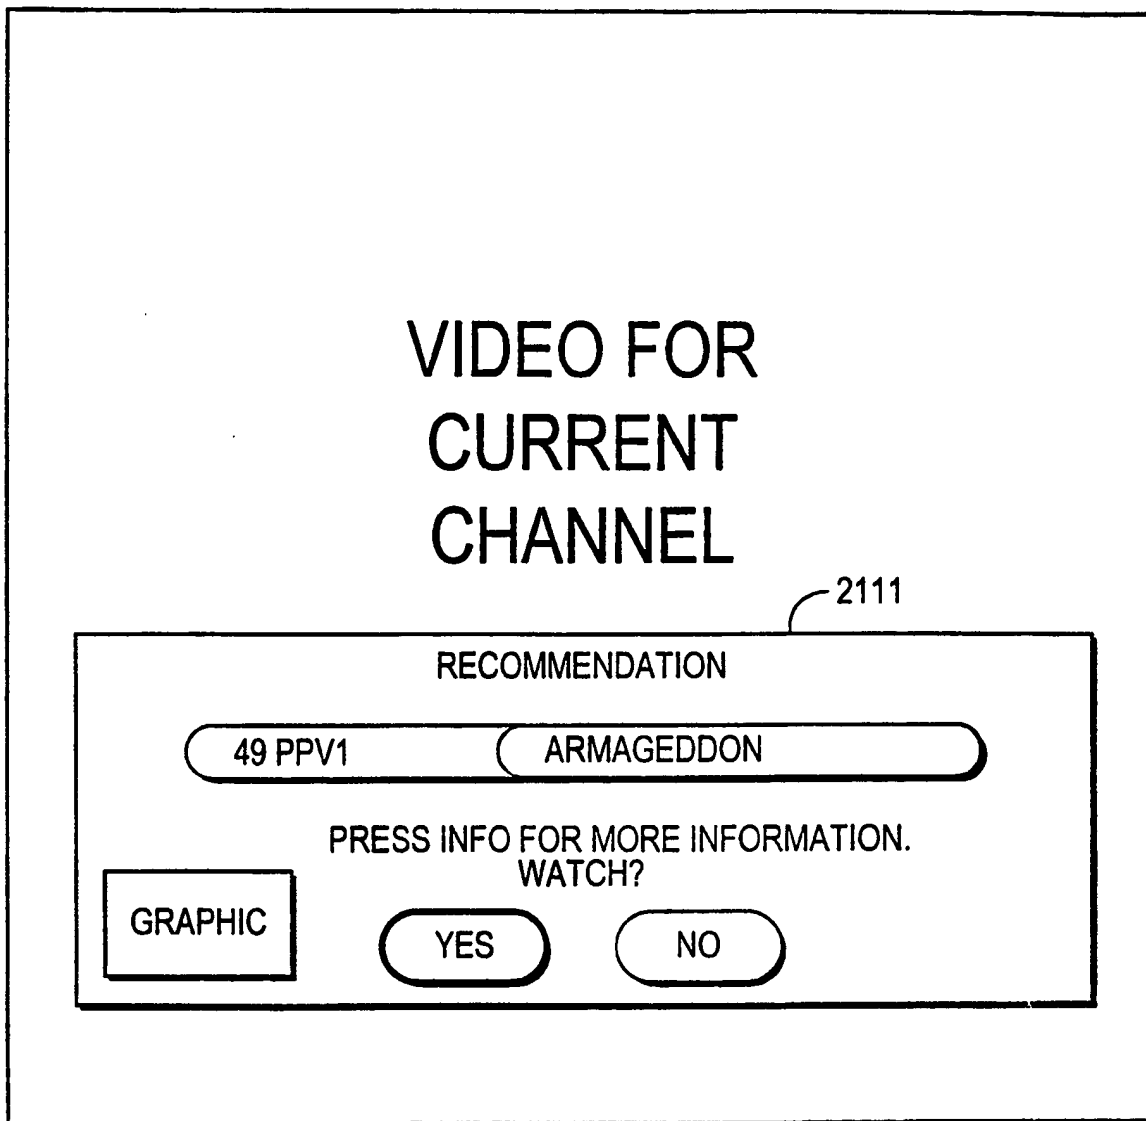 VIDEO FOR
CURRENT
CHANNEL
2111
RECOMMENDATION
49 PPV1 ARMAGEDDON
PRESS INFO FOR MORE INFORMATION.
WATCH?
GRAPHIC YES NO